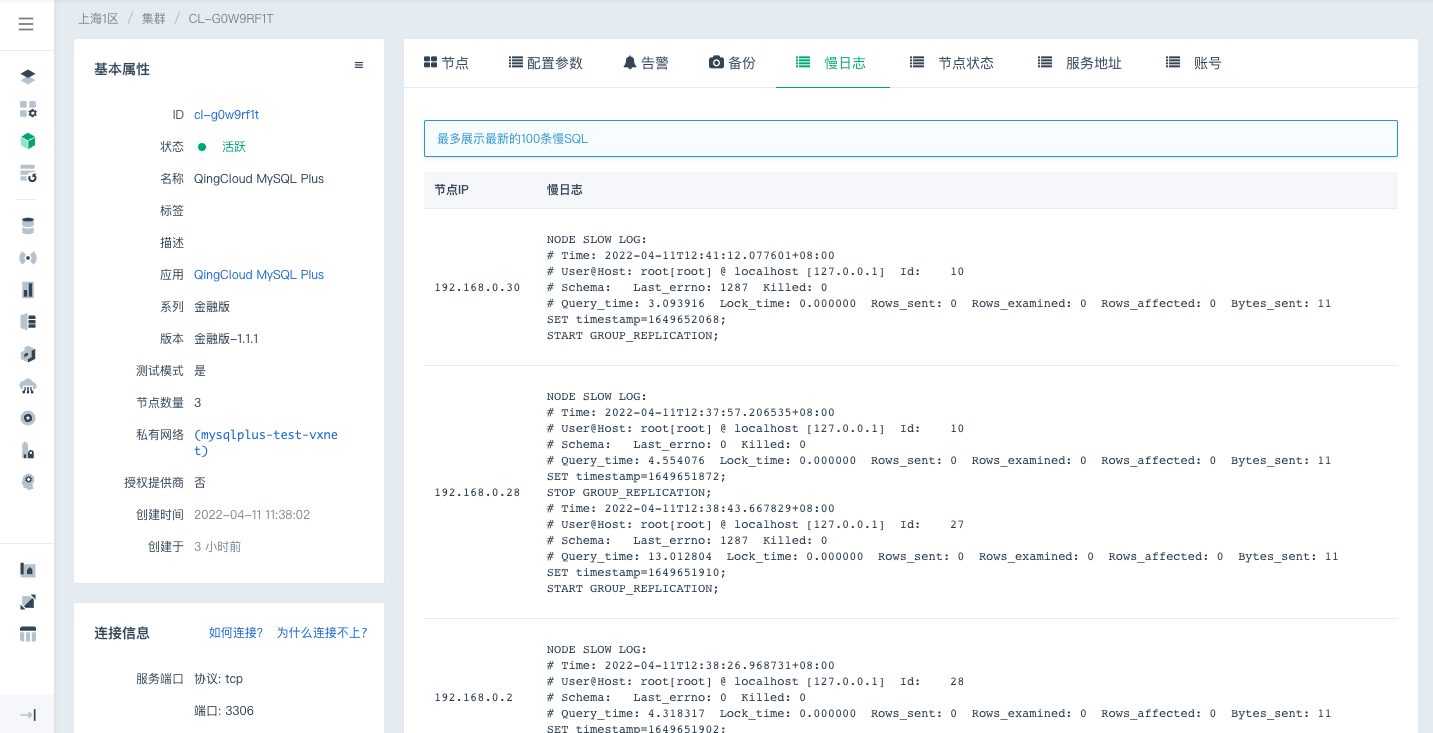 上海1区 / 集群 / CL-G0W9RF1T
基本属性
ID cl-g0w9rf1t
状态 活跃
名称 QingCloud MySQL Plus
标签
描述
应用 QingCloud MySQL Plus
系列 金融版
版本 金融版-1.1.1
测试模式 是
节点数量 3
私有网络 (mysqlplus-test-vxne
t)
授权提供商 否
创建时间 2022-04-11 11:38:02
创建于 3 小时前
连接信息 如何连接? 为什么连接不上?
服务端口 协议: tcp
端口: 3306
节点 配置参数 告警 备份 慢日志 节点状态 服务地址 账号
最多展示最新的100条慢SQL
节点IP 慢日志
192.168.0.30
NODE SLOW LOG:
# Time: 2022-04-11T12:41:12.077601+08:00
# User@Host: root[root] @ localhost [127.0.0.1]  Id:    10
# Schema:   Last_errno: 1287  Killed: 0
# Query_time: 3.093916  Lock_time: 0.000000  Rows_sent: 0  Rows_examined: 0  Rows_affected: 0  Bytes_sent: 11
SET timestamp=1649652068;
START GROUP_REPLICATION;
192.168.0.28
NODE SLOW LOG:
# Time: 2022-04-11T12:37:57.206535+08:00
# User@Host: root[root] @ localhost [127.0.0.1]  Id:    10
# Schema:   Last_errno: 0  Killed: 0
# Query_time: 4.554076  Lock_time: 0.000000  Rows_sent: 0  Rows_examined: 0  Rows_affected: 0  Bytes_sent: 11
SET timestamp=1649651872;
STOP GROUP_REPLICATION;
# Time: 2022-04-11T12:38:43.667829+08:00
# User@Host: root[root] @ localhost [127.0.0.1]  Id:    27
# Schema:   Last_errno: 1287  Killed: 0
# Query_time: 13.012804  Lock_time: 0.000000  Rows_sent: 0  Rows_examined: 0  Rows_affected: 0  Bytes_sent: 11
SET timestamp=1649651910;
START GROUP_REPLICATION;
192.168.0.2
NODE SLOW LOG:
# Time: 2022-04-11T12:38:26.968731+08:00
# User@Host: root[root] @ localhost [127.0.0.1]  Id:    28
# Schema:   Last_errno: 0  Killed: 0
# Query_time: 4.318317  Lock_time: 0.000000  Rows_sent: 0  Rows_examined: 0  Rows_affected: 0  Bytes_sent: 11
SET timestamp=1649651902;